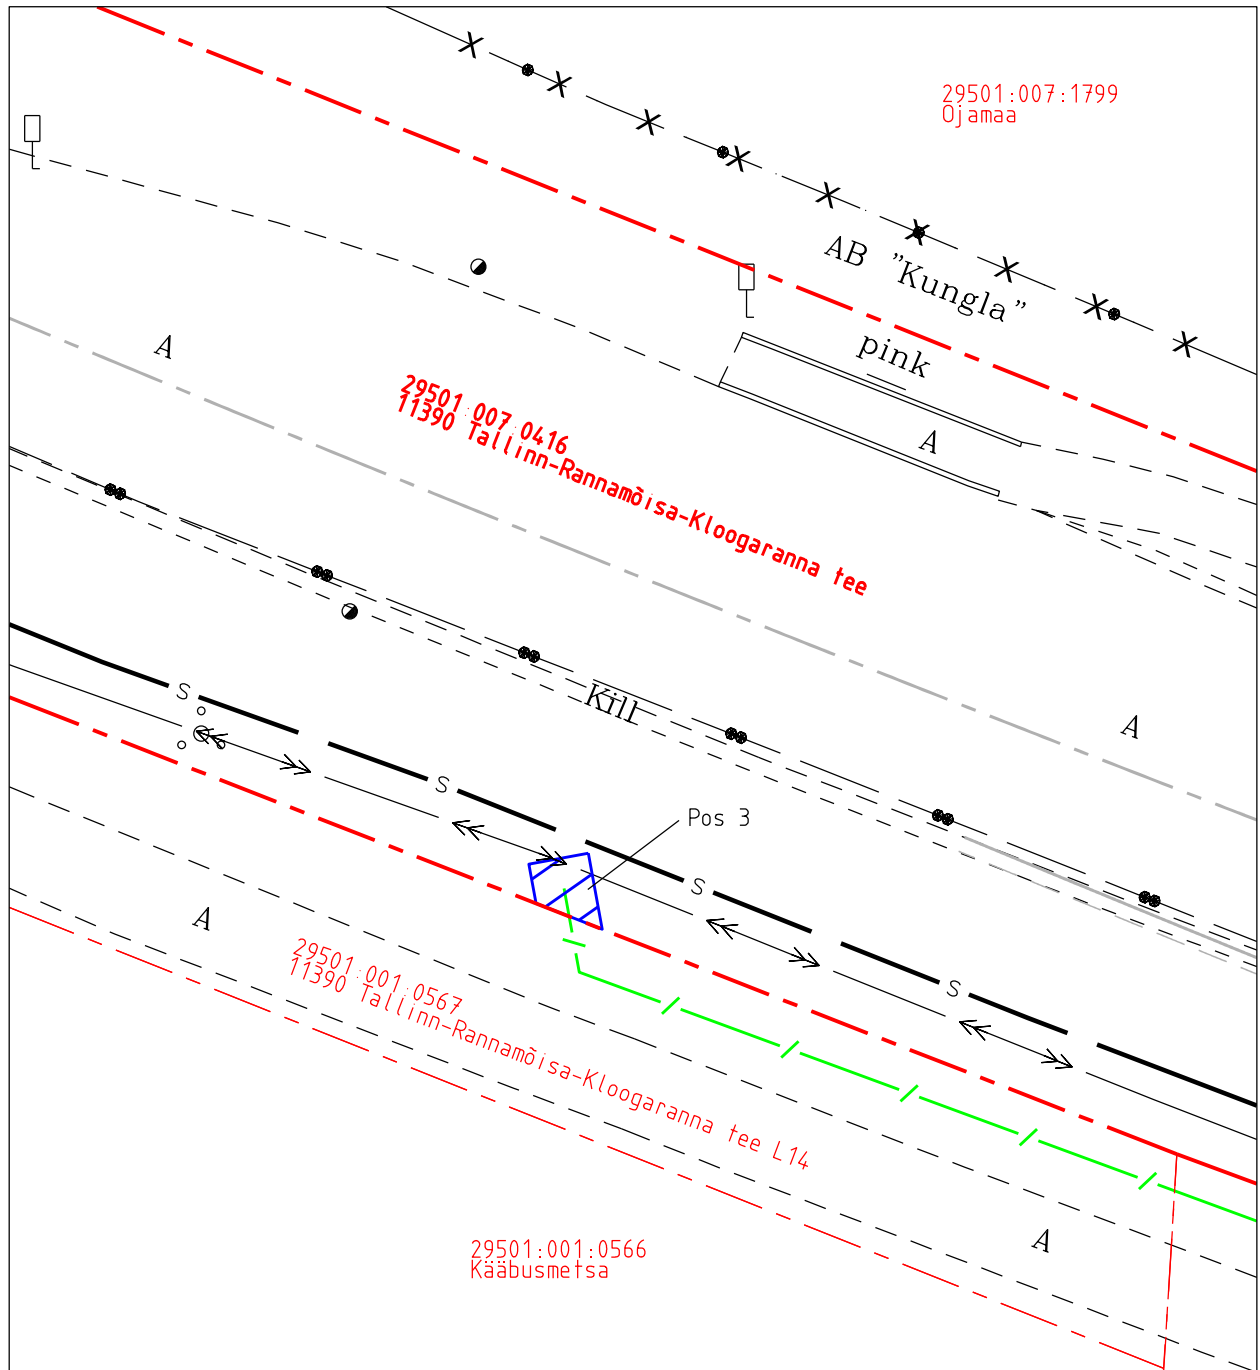 29501:007:1799
Ojamaa
AB "Kungla"
pink
A
A
29501:007:0416
11390 Tallinn-Rannamõisa-Kloogaranna tee
Kill
A
S
S
Pos 3
S
A
S
29501:001:0567
11390 Tallinn-Rannamõisa-Kloogaranna tee L14
A
29501:001:0566
Kääbusmetsa